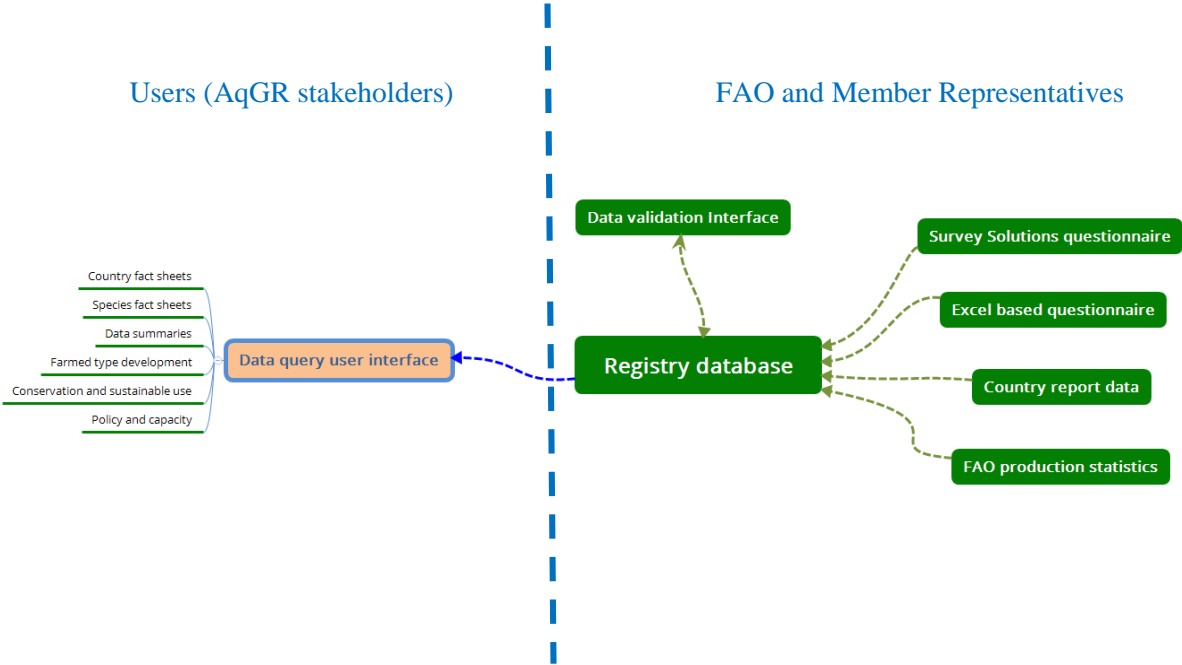 Users (AqGR stakeholders)
FAO and Member Representatives
Data validation Interface
Survey Solutions questionnaire
Country fact sheets
Species fact sheets
Excel based questionnaire
Data summaries
Farmed type development
Data query user interface
Registry database
Conservation and sustainable use
Country report data
Policy and capacity
FAO production statistics